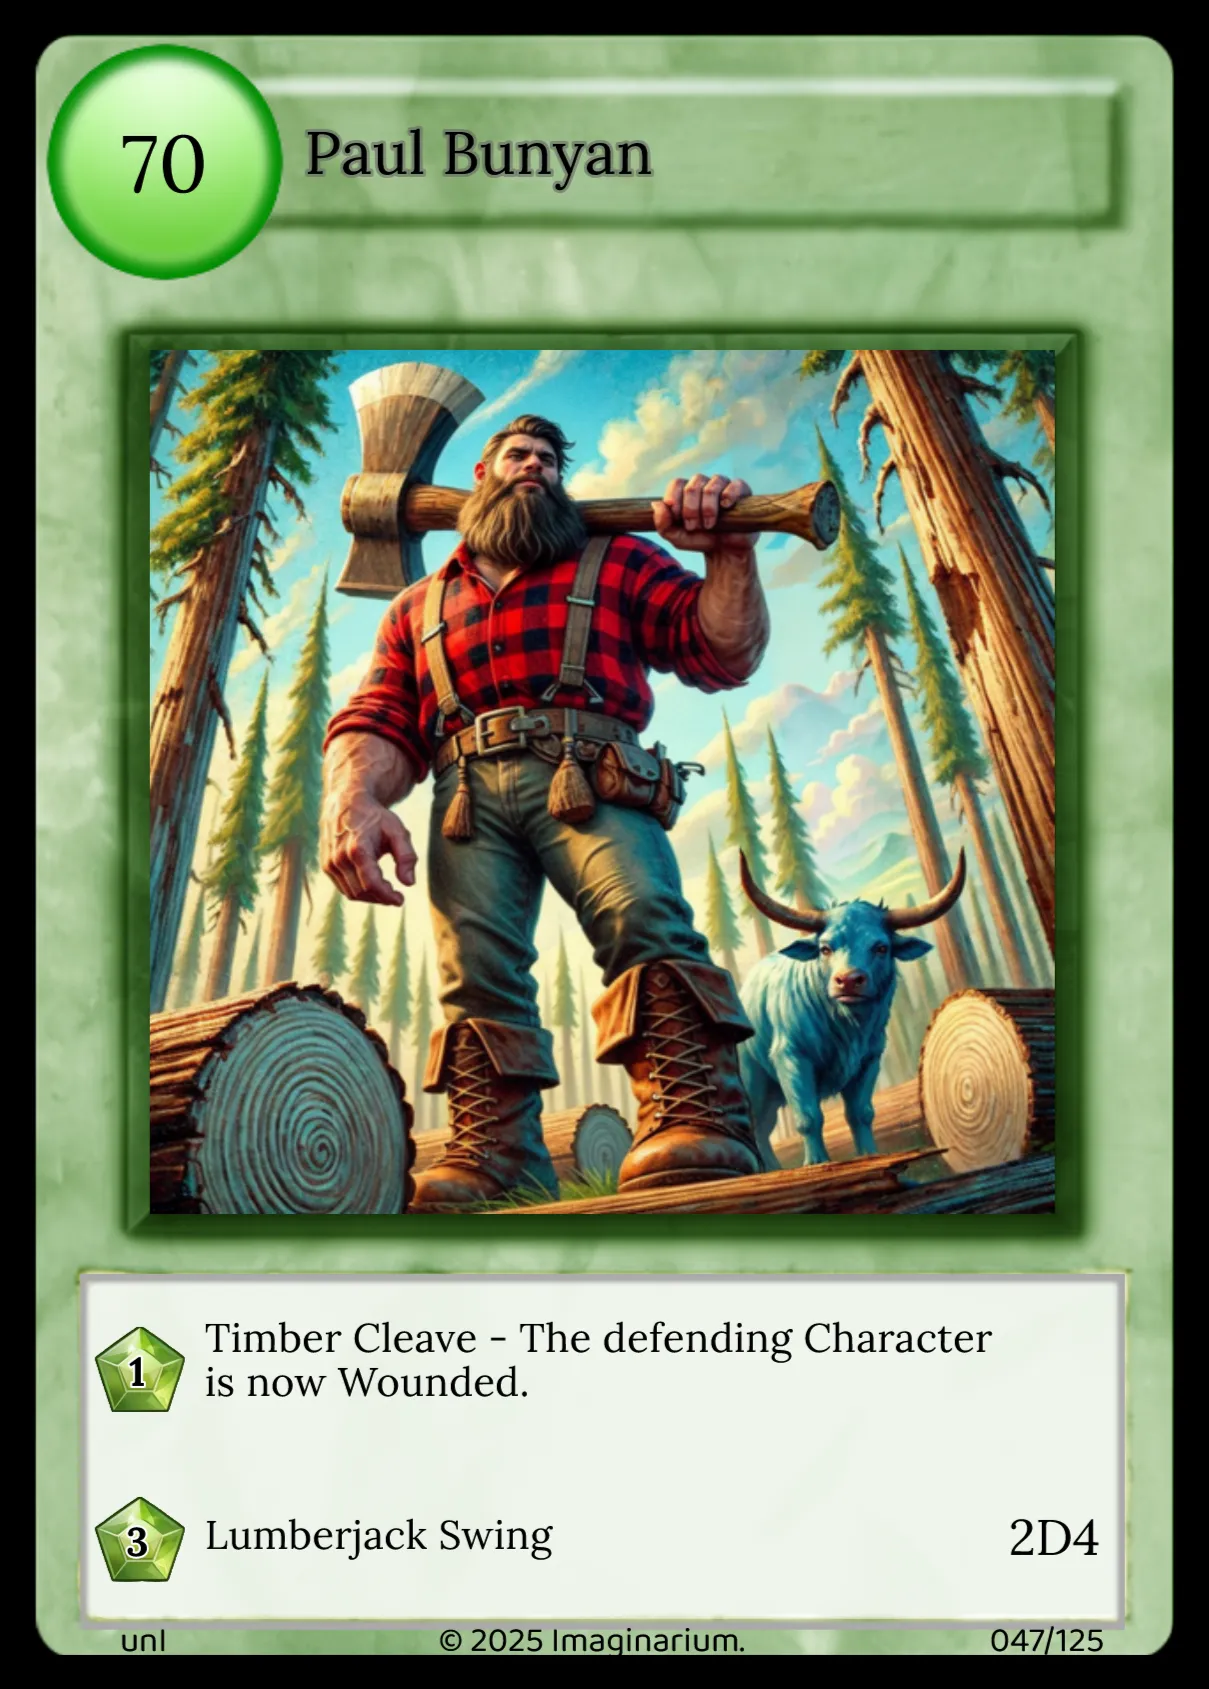 70
Paul Bunyan
1
Timber Cleave - The defending Character
is now Wounded.
3
Lumberjack Swing
2D4
unl
© 2025 Imaginarium.
047/125